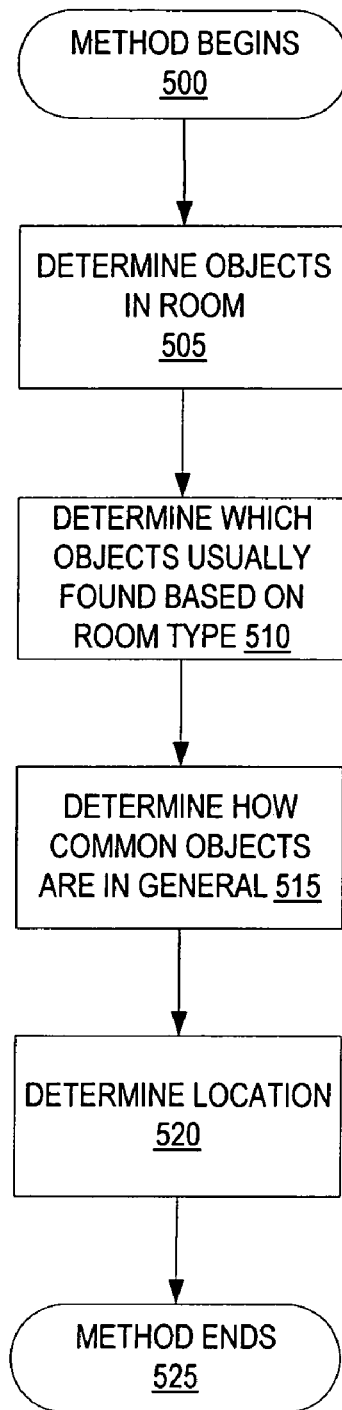 METHOD BEGINS
500
DETERMINE OBJECTS
IN ROOM
505
DETERMINE WHICH
OBJECTS USUALLY
FOUND BASED ON
ROOM TYPE 510
DETERMINE HOW
COMMON OBJECTS
ARE IN GENERAL 515
DETERMINE LOCATION
520
METHOD ENDS
525